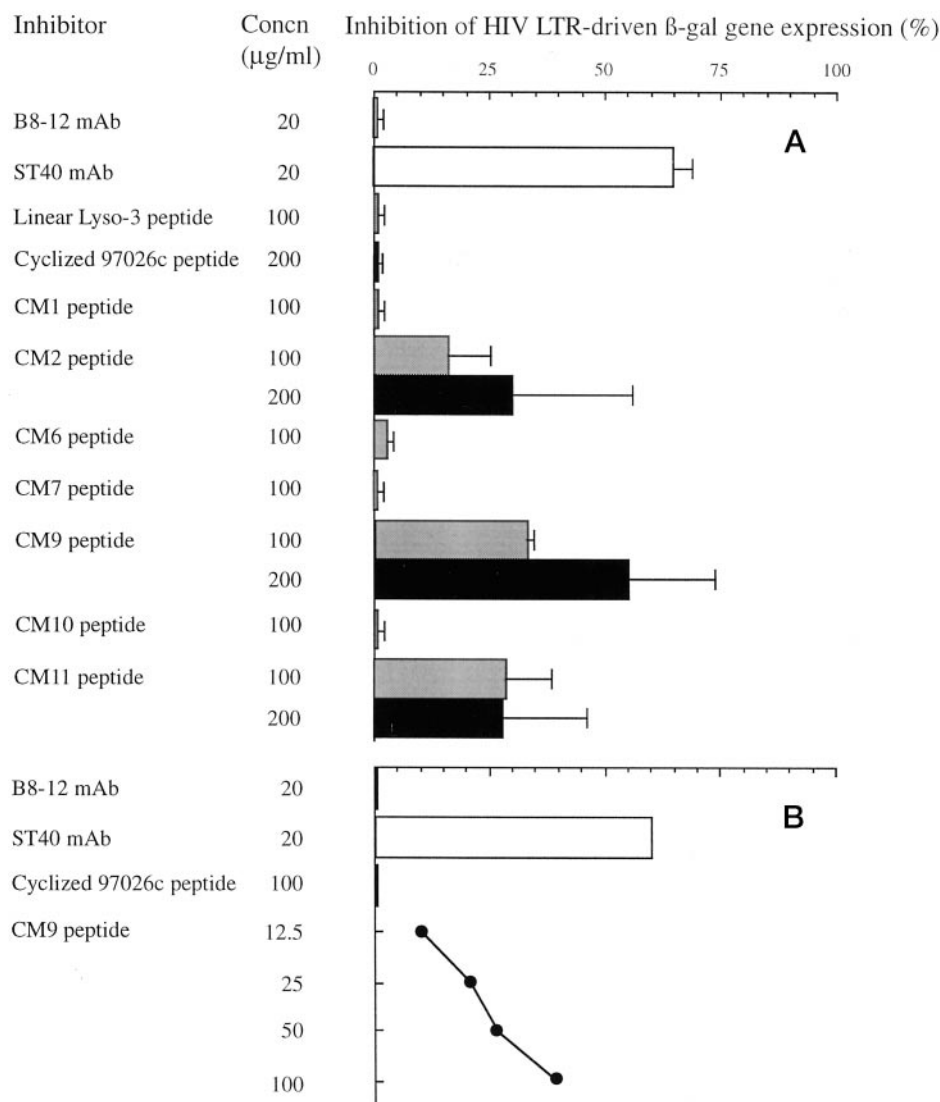 Inhibitor Concn Inhibition of HIV LTR-driven ß-gal gene expression (%)
(µg/ml)
0 25 50 75 100
B8-12 mAb 20
A
ST40 mAb 20
Linear Lyso-3 peptide 100
Cyclized 97026c peptide 200
CM1 peptide 100
CM2 peptide 100
200
CM6 peptide 100
CM7 peptide 100
CM9 peptide 100
200
CM10 peptide 100
CM11 peptide 100
200
B8-12 mAb 20
B
ST40 mAb 20
Cyclized 97026c peptide 100
CM9 peptide 12.5
25
50
100